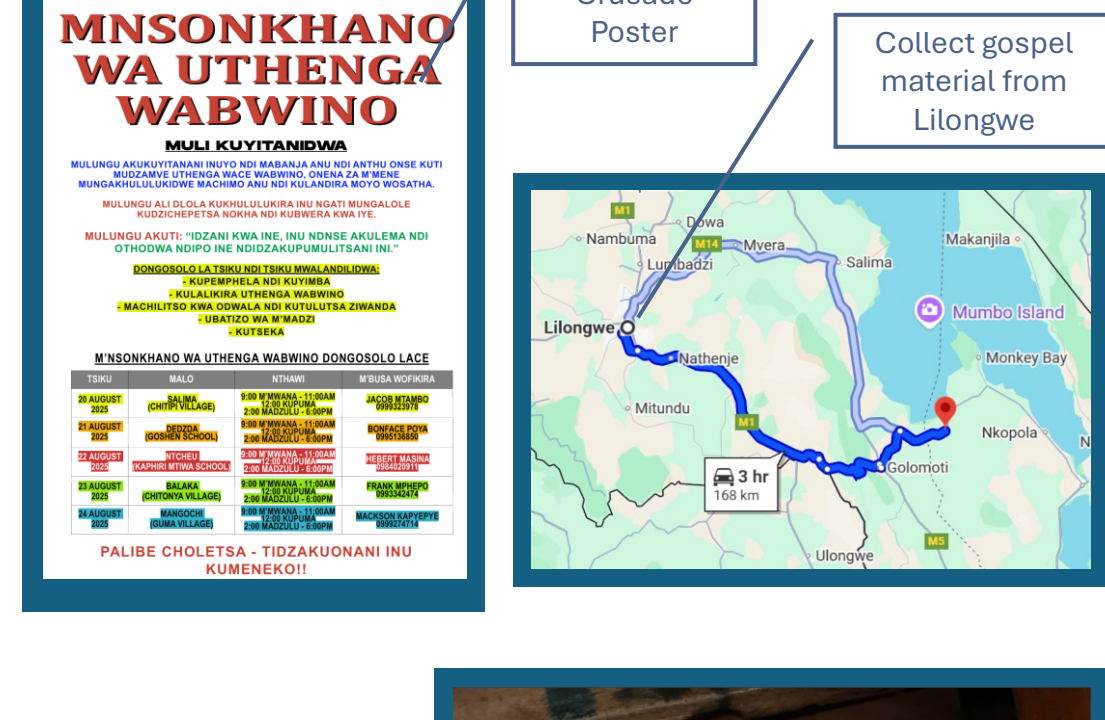 MNSONKHANO
WA UTHENGA
WABWINO
MULI KUYITANIDWA
MULUNGU AKUKUYITANANI INUYO NDI MABANJA ANU NDI ANTHU ONSE KUTI
MUDZAMVE UTHENGA WACE WABWINO, ONENA ZA M'MENE
MUNGAKHULULUKIDWE MACHIMO ANU NDI KULANDIRA MOYO WOSATHA.
MULUNGU ALI DLOLA KUKHULULUKIRA INU NGATI MUNGALOLE
KUDZICHEPETSA NOKHA NDI KUBWERA KWA IYE.
MULUNGU AKUTI: “IDZANI KWA INE, INU NDNSE AKULEMA NDI
OTHODWA NDIPO INE NDIDZAKUPUMULITSANI INI.”
DONGOSOLO LA TSIKU NDI TSIKU MWALANDILIDWA:
- KUPEMPHELA NDI KUYIMBA
- KULALIKIRA UTHENGA WABWINO
- MACHILITSO KWA ODWALA NDI KUTULUTSA ZIWANDA
- UBATIZO WA M'MADZI
- KUTSEKA
M'NSONKHANO WA UTHENGA WABWINO DONGOSOLO LACE
TSIKU MALO NTHAWI M'BUSA WOFIKIRA
20 AUGUST 2025 SALIMA (CHITIPI VILLAGE) 9:00 M'MWANA - 11:00AM 12:00 KUPUMA 2:00 MADZULU - 6:00PM JACOB MTAMBO 0999323978
21 AUGUST 2025 DEDZDA (GOSHEN SCHOOL) 9:00 M'MWANA - 11:00AM 12:00 KUPUMA 2:00 MADZULU - 6:00PM BONFACE POYA 0995136850
22 AUGUST 2025 NTCHEU (KAPHIRI MTIWA SCHOOL) 9:00 M'MWANA - 11:00AM 12:00 KUPUMA 2:00 MADZULU - 6:00PM HEBERT MASINA 0984020911
23 AUGUST 2025 BALAKA (CHITONYA VILLAGE) 9:00 M'MWANA - 11:00AM 12:00 KUPUMA 2:00 MADZULU - 6:00PM FRANK MPHEPO 0993342474
24 AUGUST 2025 MANGOCHI (GUMA VILLAGE) 9:00 M'MWANA - 11:00AM 12:00 KUPUMA 2:00 MADZULU - 6:00PM MACKSON KAPYEPYE 0999274714
PALIBE CHOLETSA - TIDZAKUONANI INU
KUMENEKO!!
Poster
Collect gospel
material from
Lilongwe
M1
Dowa
Nambuma
M14
Mvera
Makanjila
Lumbadzi
Salima
Mumbo Island
Lilongwe
Nathenje
Monkey Bay
Mitundu
M1
Nkopola
3 hr
168 km
Golomoti
M5
Ulongwe